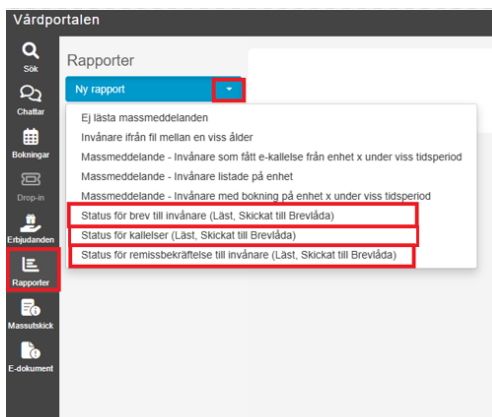 Vårdportalen
Sök
Chattar
Bokningar
Drop-in
Erbjudanden
Rapporter
Massutskick
E-dokument
Rapporter
Ny rapport
Ej lästa massmeddelanden
Invånare ifrån fil mellan en viss ålder
Massmeddelande - Invånare som fått e-kallelse från enhet x under viss tidsperiod
Massmeddelande - Invånare listade på enhet
Massmeddelande - Invånare med bokning på enhet x under viss tidsperiod
Status för brev till invånare (Läst, Skickat till Brevlåda)
Status för kallelser (Läst, Skickat till Brevlåda)
Status för remissbekräftelse till invånare (Läst, Skickat till Brevlåda)